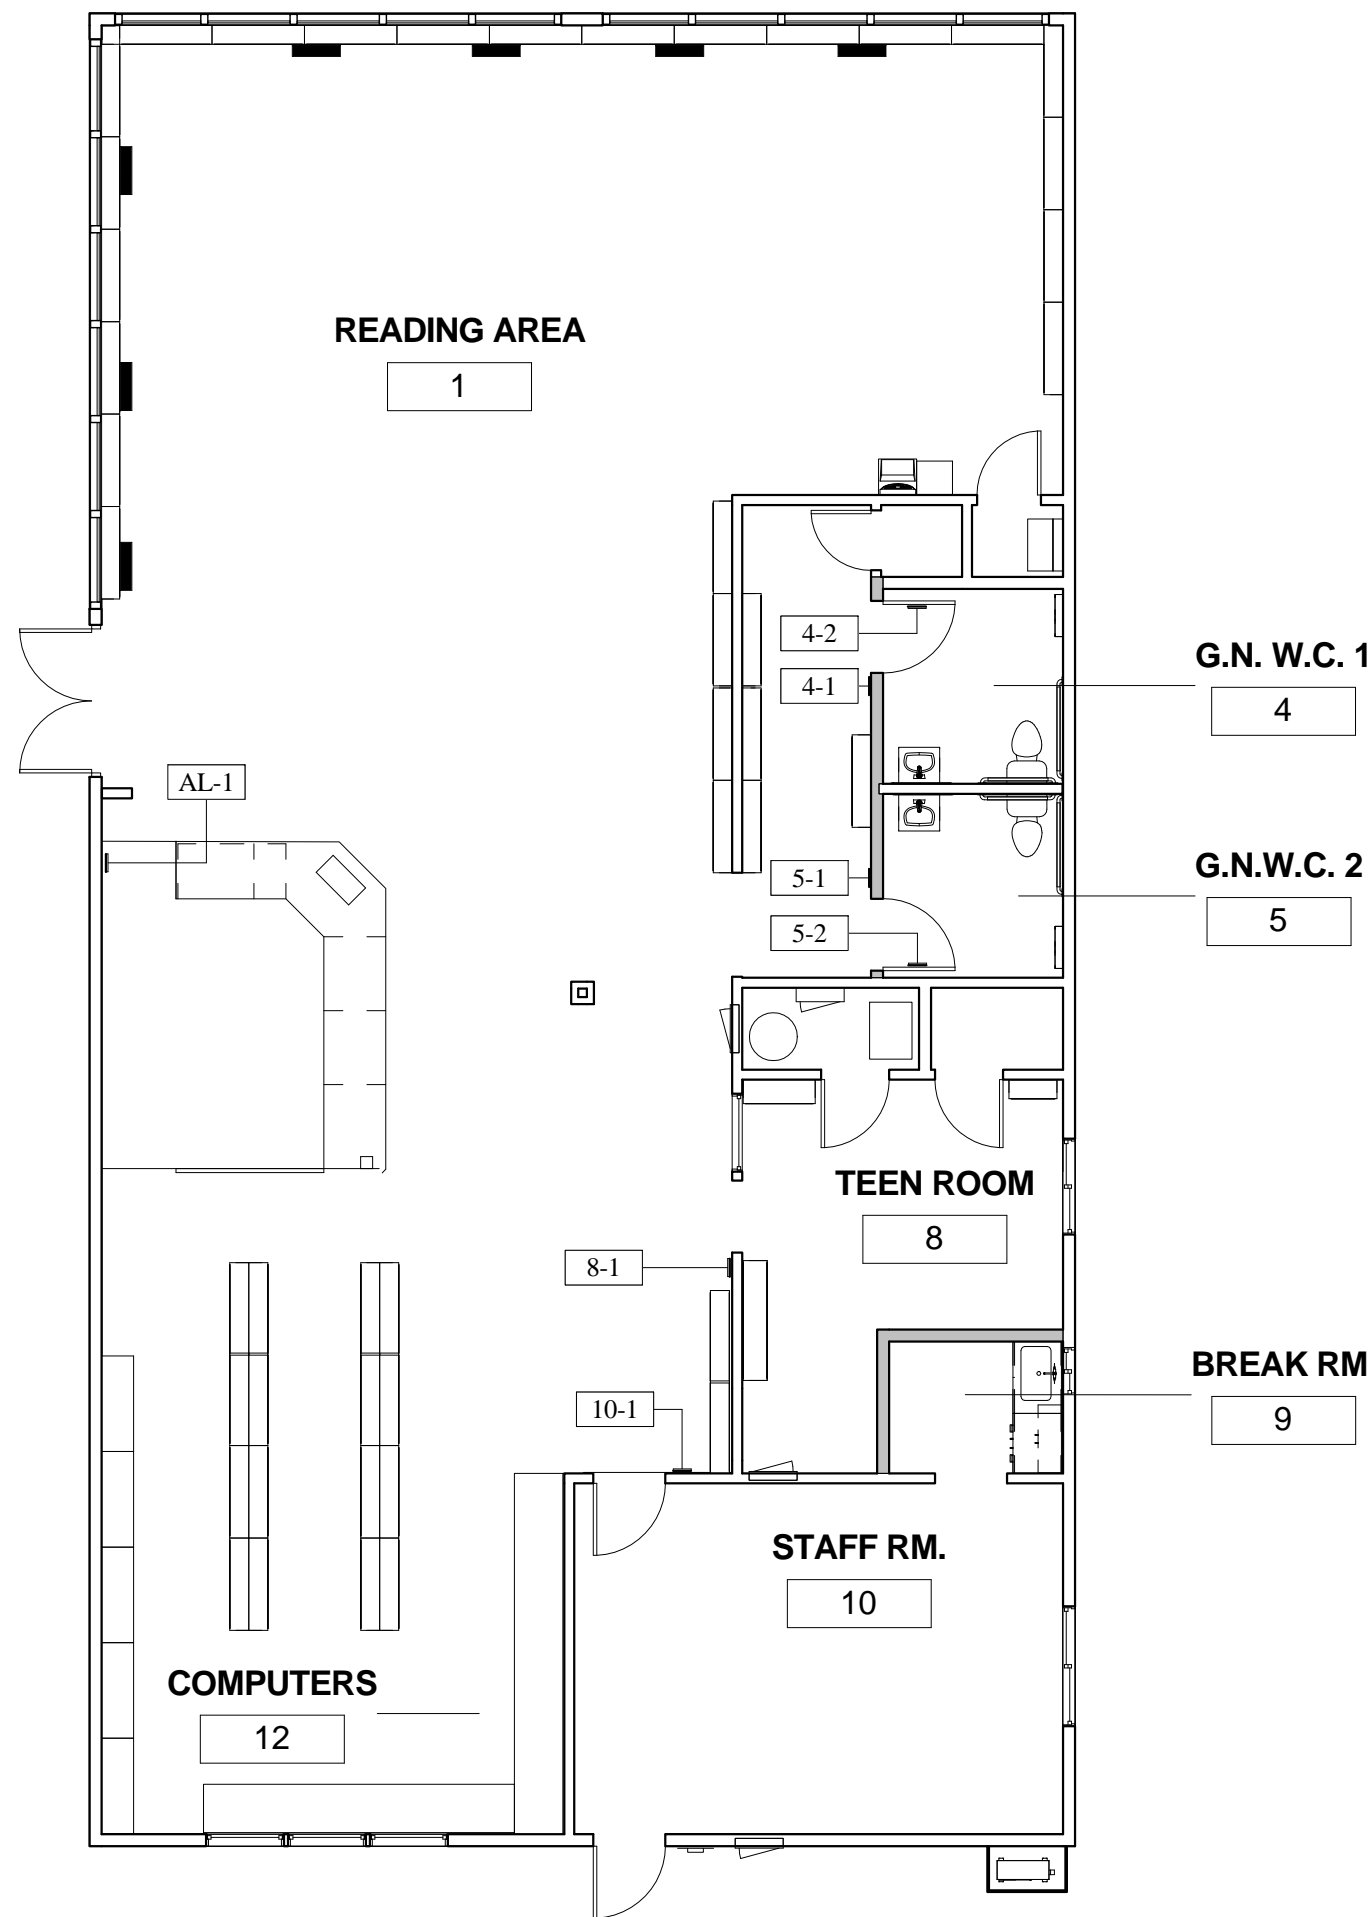 READING AREA
1
4-2
G.N. W.C. 1
4-1
4
AL-1
G.N.W.C. 2
5-1
5
5-2
TEEN ROOM
8
8-1
BREAK RM
10-1
9
STAFF RM.
10
COMPUTERS
12